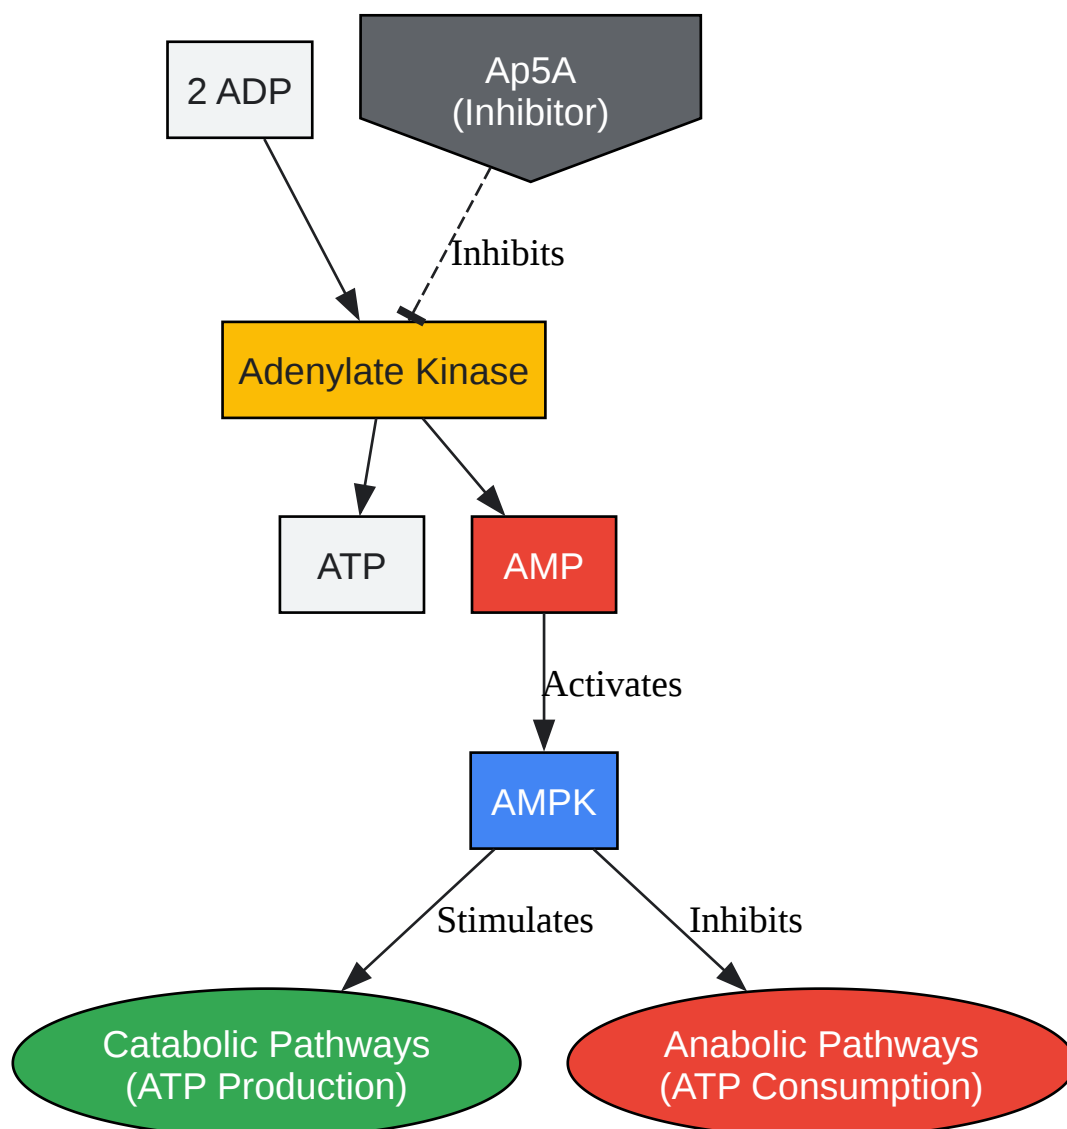 2 ADP
Ap5A
(Inhibitor)
Inhibits
Adenylate Kinase
ATP
AMP
Activates
AMPK
Stimulates
Inhibits
Catabolic Pathways
(ATP Production)
Anabolic Pathways
(ATP Consumption)